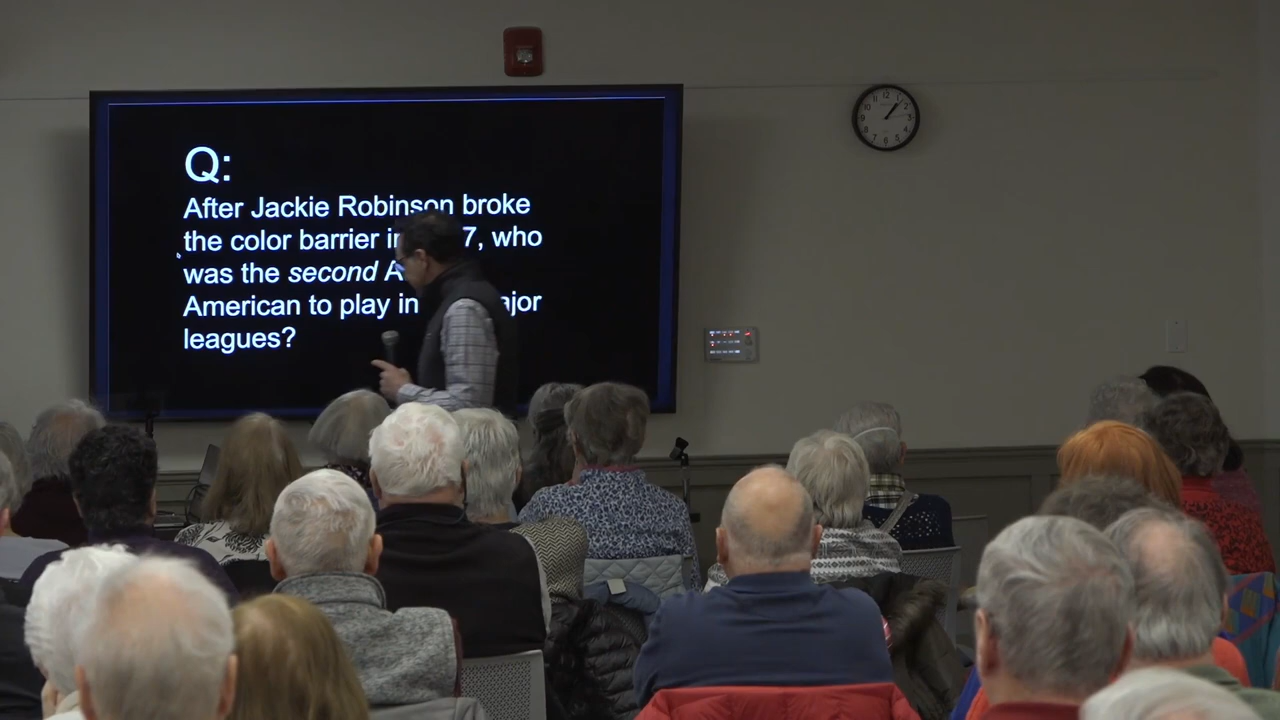 Q:
After Jackie Robinson broke
the color barrier in 7, who
was the second A
American to play in ajor
leagues?